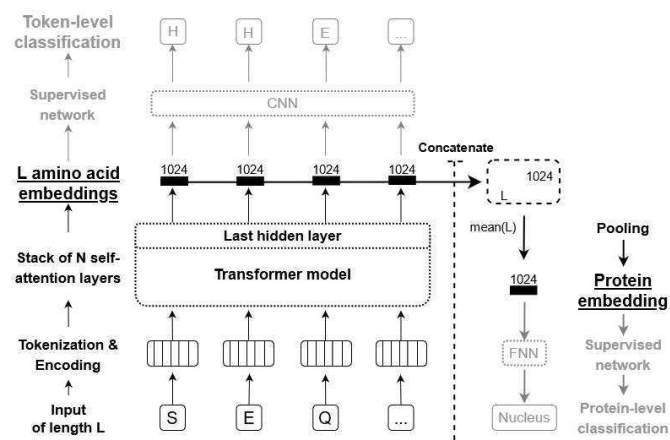 Token-level
classification
H
H
E
...
Supervised
network
CNN
Concatenate
L amino acid
embeddings
1024
1024
1024
1024
1024
L
mean(L)
Pooling
Last hidden layer
Stack of N self-
attention layers
Transformer model
1024
Protein
embedding
Tokenization &
Encoding
FNN
Supervised
network
Input
of length L
S
E
Q
...
Nucleus
Protein-level
classification